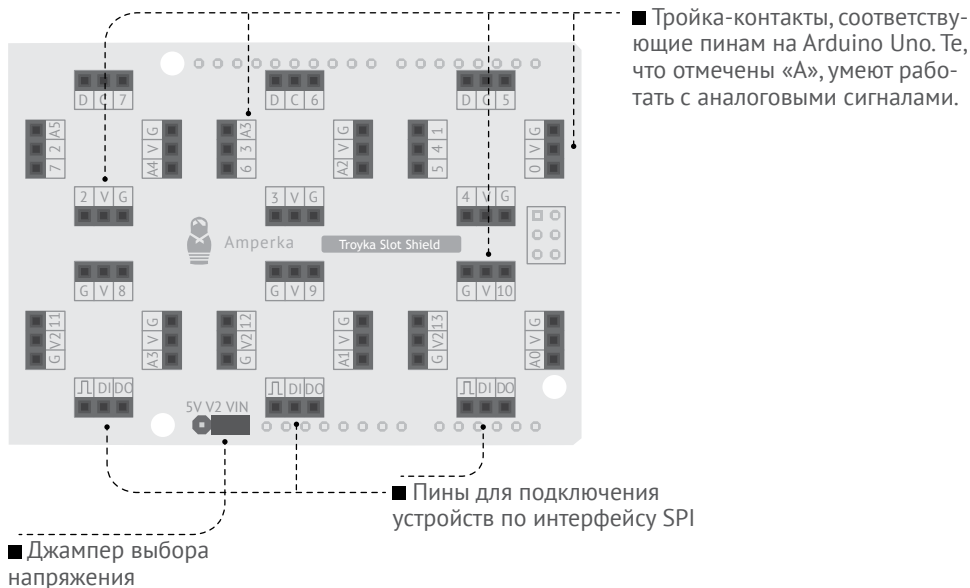 ■ Тройка-контакты, соответству-
ющие пинам на Arduino Uno. Те,
что отмечены «А», умеют рабо-
тать с аналоговыми сигналами.
D C 7
D C 6
D C 5
7 2 A5
A4 V G
6 3 A3
A2 V G
5 4 1
0 V G
2 V G
3 V G
4 V G
Amperka
Troyka Slot Shield
G V 8
G V 9
G V 10
G V2 11
A3 V G
G V2 12
A1 V G
G V2 13
A0 V G
DI DO
DI DO
DI DO
5V V2 VIN
■ Пины для подключения
устройств по интерфейсу SPI
■ Джампер выбора
напряжения